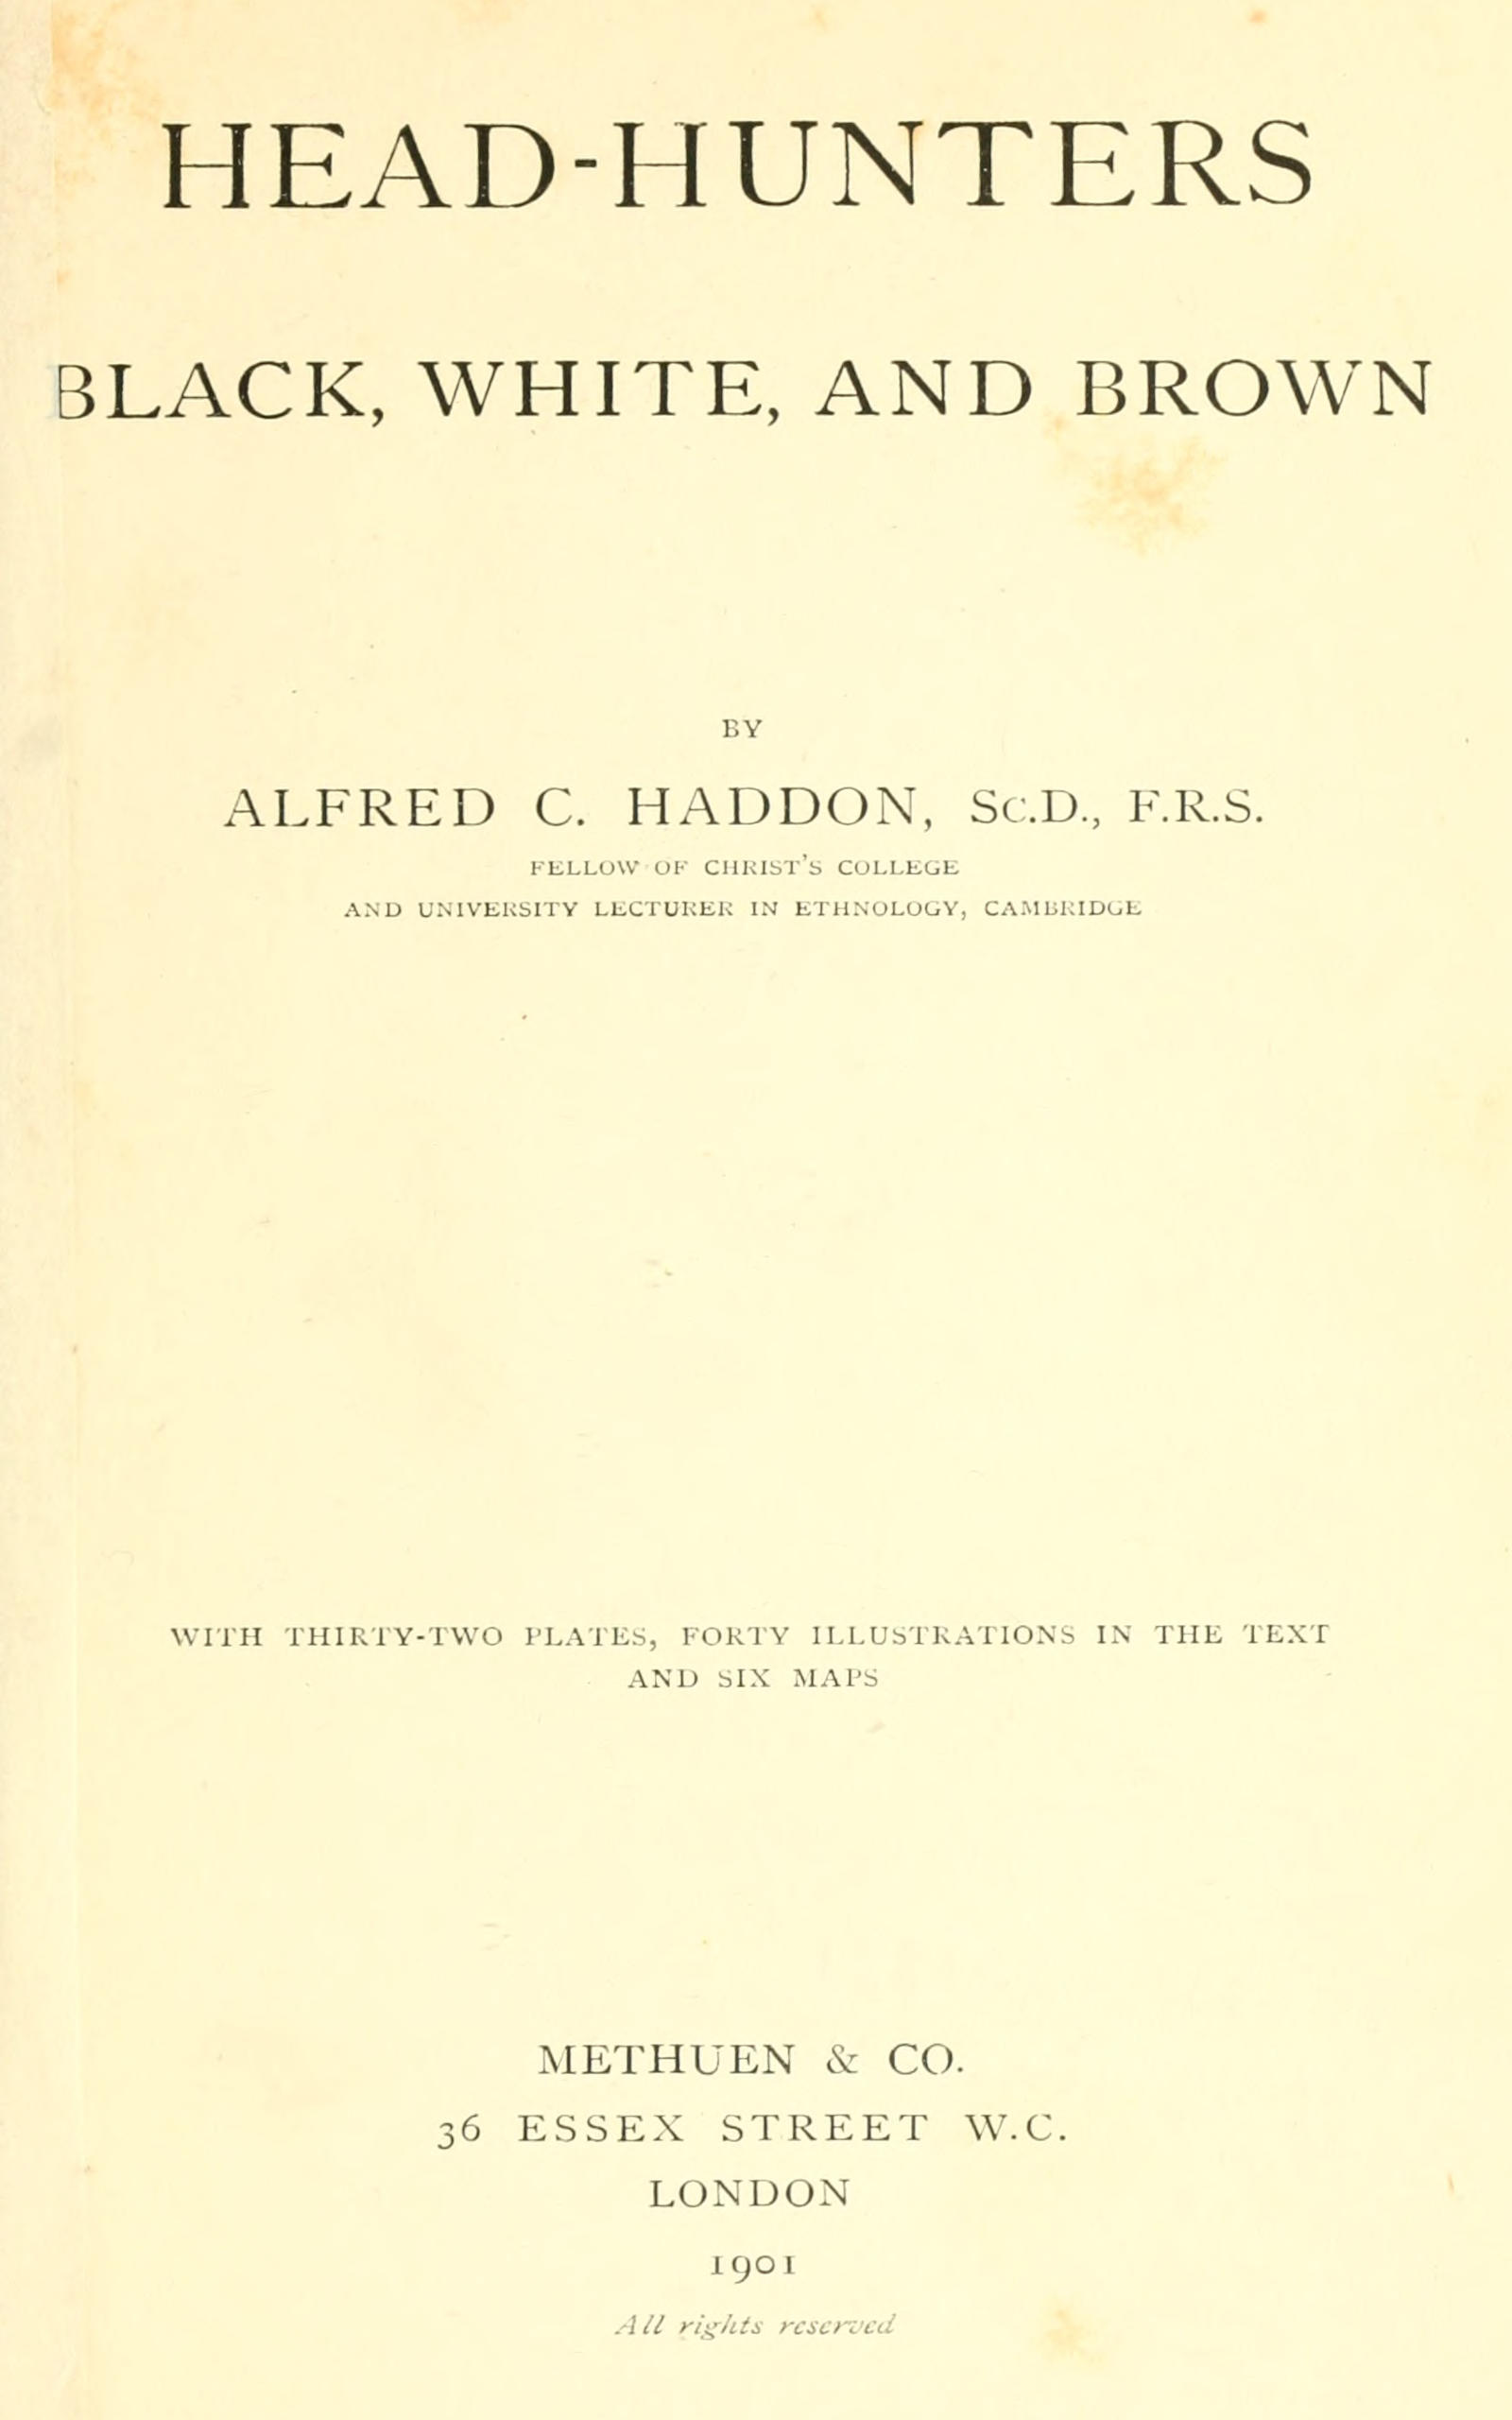 HEAD-HUNTERS
BLACK, WHITE, AND BROWN
BY
ALFRED C. HADDON, Sc.D., F.R.S.
FELLOW OF CHRIST'S COLLEGE
AND UNIVERSITY LECTURER IN ETHNOLOGY, CAMBRIDGE
WITH THIRTY-TWO PLATES, FORTY ILLUSTRATIONS IN THE TEXT
AND SIX MAPS
METHUEN & CO.
36 ESSEX STREET W.C.
LONDON
1901
All rights reserved